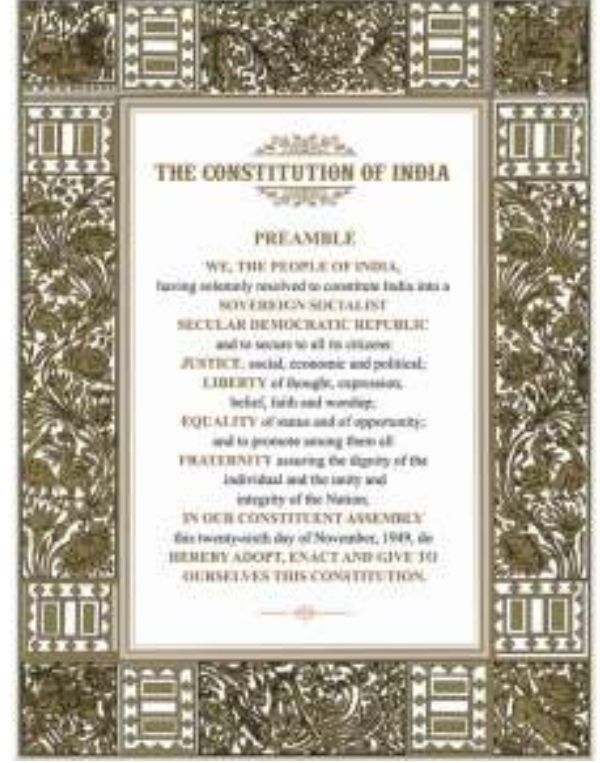 THE CONSTITUTION OF INDIA
PREAMBLE
WE, THE PEOPLE OF INDIA,
having solemnly resolved to constitute India into a
SOVEREIGN SOCIALIST
SECULAR DEMOCRATIC REPUBLIC
and to secure to all its citizens:
JUSTICE, social, economic and political;
LIBERTY of thought, expression,
belief, faith and worship;
EQUALITY of status and of opportunity;
and to promote among them all
FRATERNITY assuring the dignity of the
individual and the unity and
integrity of the Nation;
IN OUR CONSTITUENT ASSEMBLY
this twenty-sixth day of November, 1949, do
HEREBY ADOPT, ENACT AND GIVE TO
OURSELVES THIS CONSTITUTION.